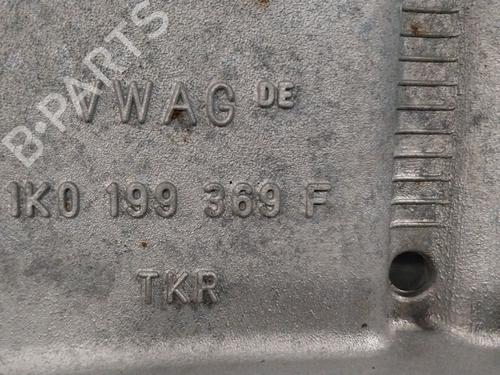 B-PARTS
VWAG DE
1K0 199 369 F
TKR